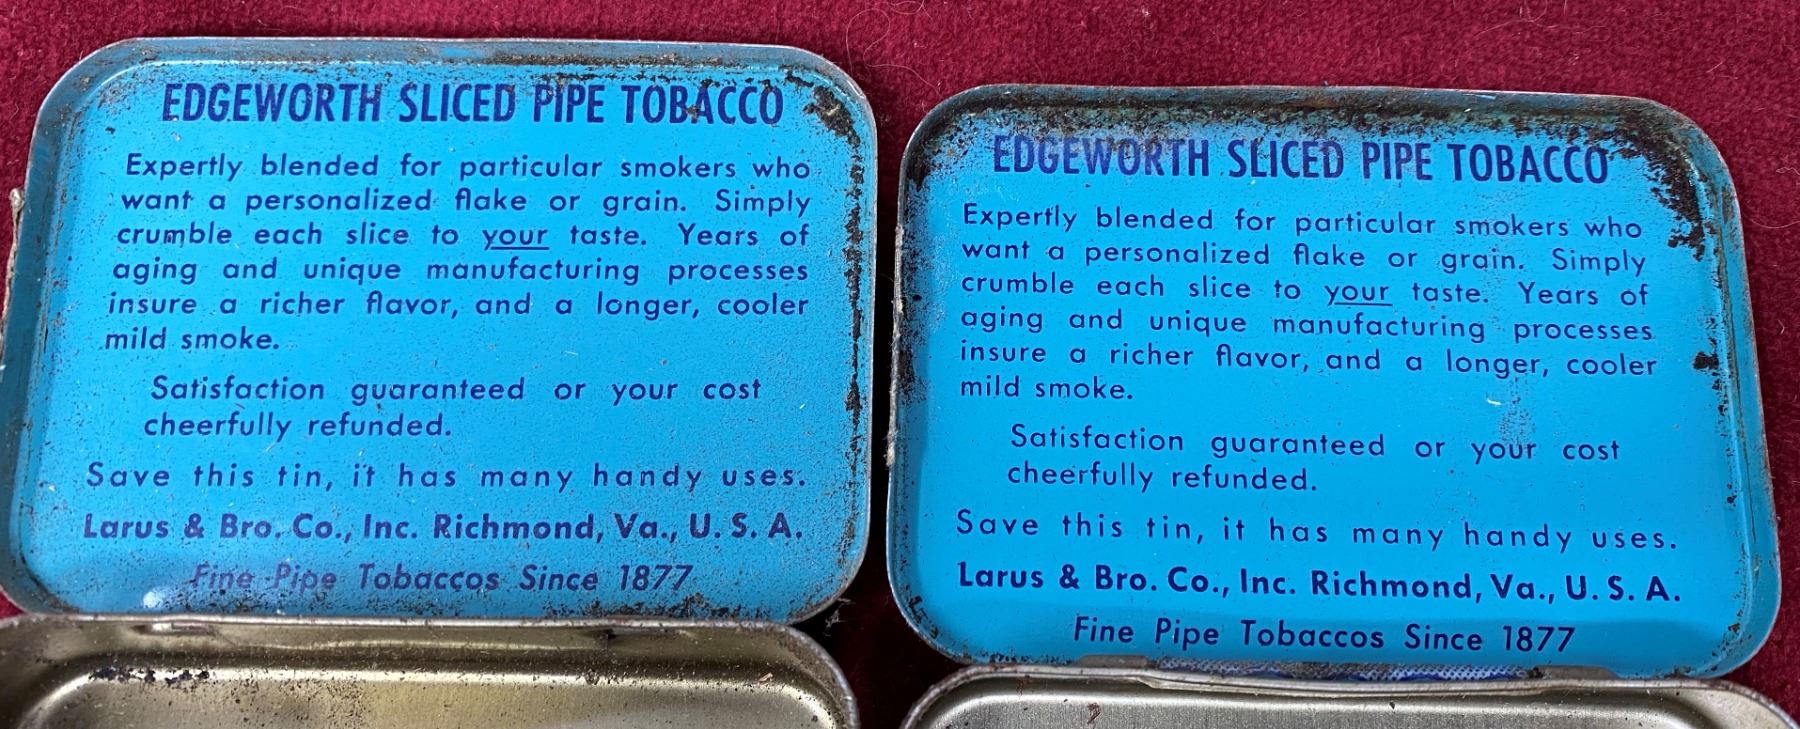 EDGEWORTH SLICED PIPE TOBACCO
Expertly blended for particular smokers who
want a personalized flake or grain. Simply
crumble each slice to your taste. Years of
aging and unique manufacturing processes
insure a richer flavor, and a longer, cooler
mild smoke.
Satisfaction guaranteed or your cost
cheerfully refunded.
Save this tin, it has many handy uses.
Larus & Bro. Co., Inc. Richmond, Va., U. S. A.
Fine Pipe Tobaccos Since 1877
EDGEWORTH SLICED PIPE TOBACCO
Expertly blended for particular smokers who
want a personalized flake or grain. Simply
crumble each slice to your taste. Years of
aging and unique manufacturing processes
insure a richer flavor, and a longer, cooler
mild smoke.
Satisfaction guaranteed or your cost
cheerfully refunded.
Save this tin, it has many handy uses.
Larus & Bro. Co., Inc. Richmond, Va., U. S. A.
Fine Pipe Tobaccos Since 1877